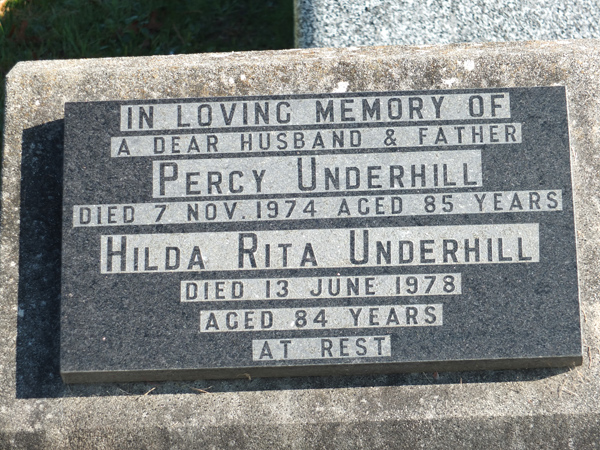 IN LOVING MEMORY OF
A DEAR HUSBAND & FATHER
PERCY UNDERHILL
DIED 7 NOV. 1974 AGED 85 YEARS
HILDA RITA UNDERHILL
DIED 13 JUNE 1978
AGED 84 YEARS
AT REST